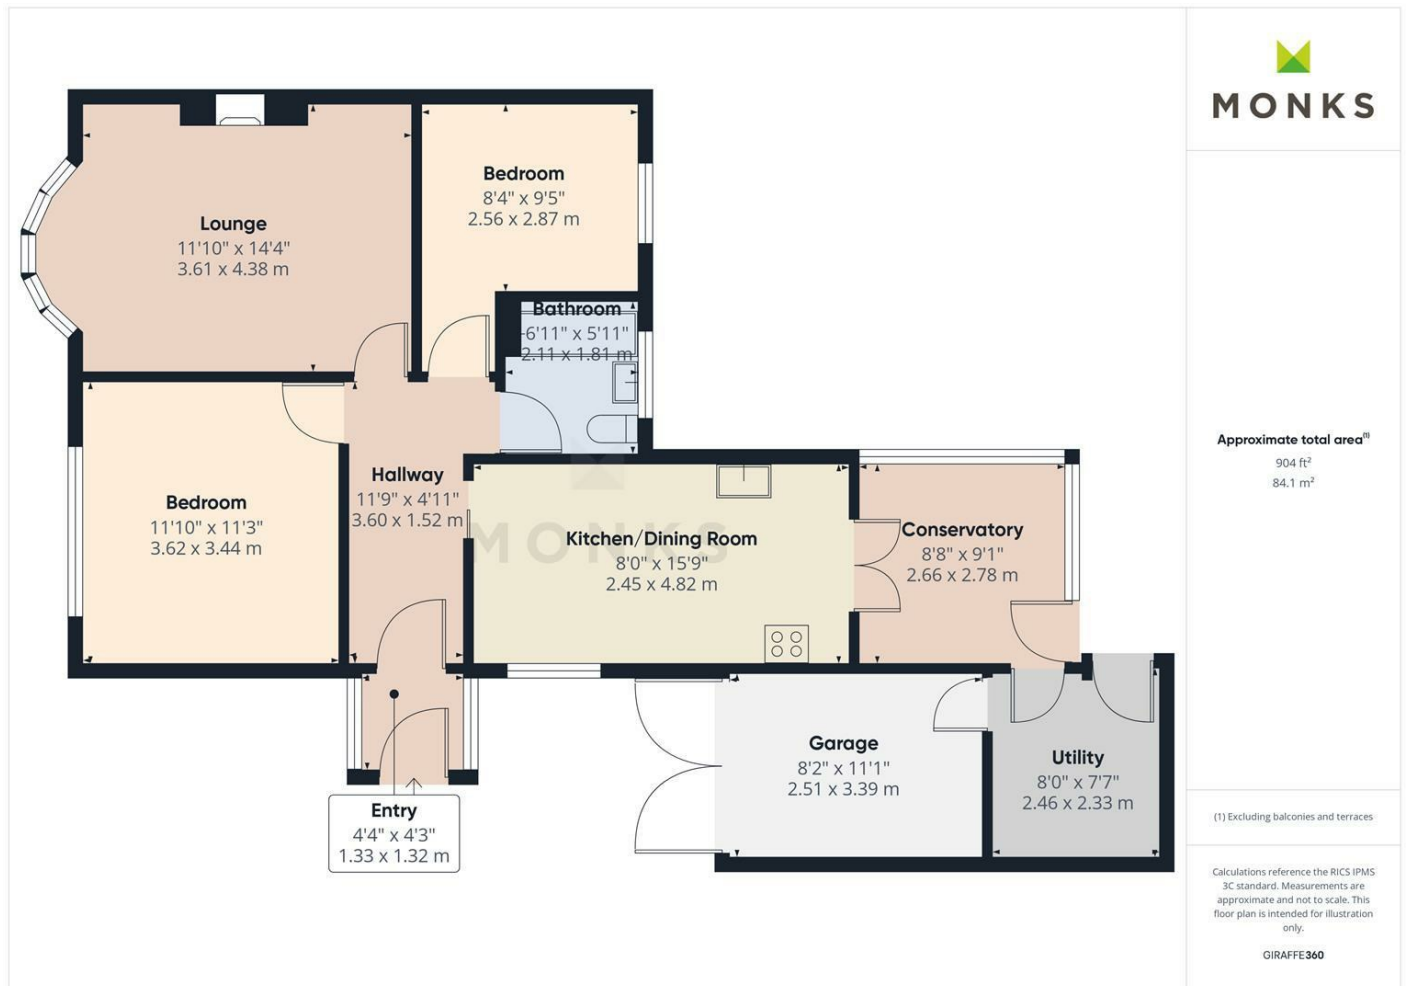 MONKS
Bedroom
8'4" x 9'5"
2.56 x 2.87 m
Lounge
11'10" x 14'4"
3.61 x 4.38 m
Bathroom
6'11" x 5'11"
2.11 x 1.81 m
Hallway
11'9" x 4'11"
3.60 x 1.52 m
Bedroom
11'10" x 11'3"
3.62 x 3.44 m
MONKS
Kitchen/Dining Room
8'0" x 15'9"
2.45 x 4.82 m
Conservatory
8'8" x 9'1"
2.66 x 2.78 m
Garage
8'2" x 11'1"
2.51 x 3.39 m
Utility
8'0" x 7'7"
2.46 x 2.33 m
Entry
4'4" x 4'3"
1.33 x 1.32 m
Approximate total area(1)
904 ft²
84.1 m²
(1) Excluding balconies and terraces
Calculations reference the RICS IPMS
3C standard. Measurements are
approximate and not to scale. This
floor plan is intended for illustration
only.
GIRAFFE360